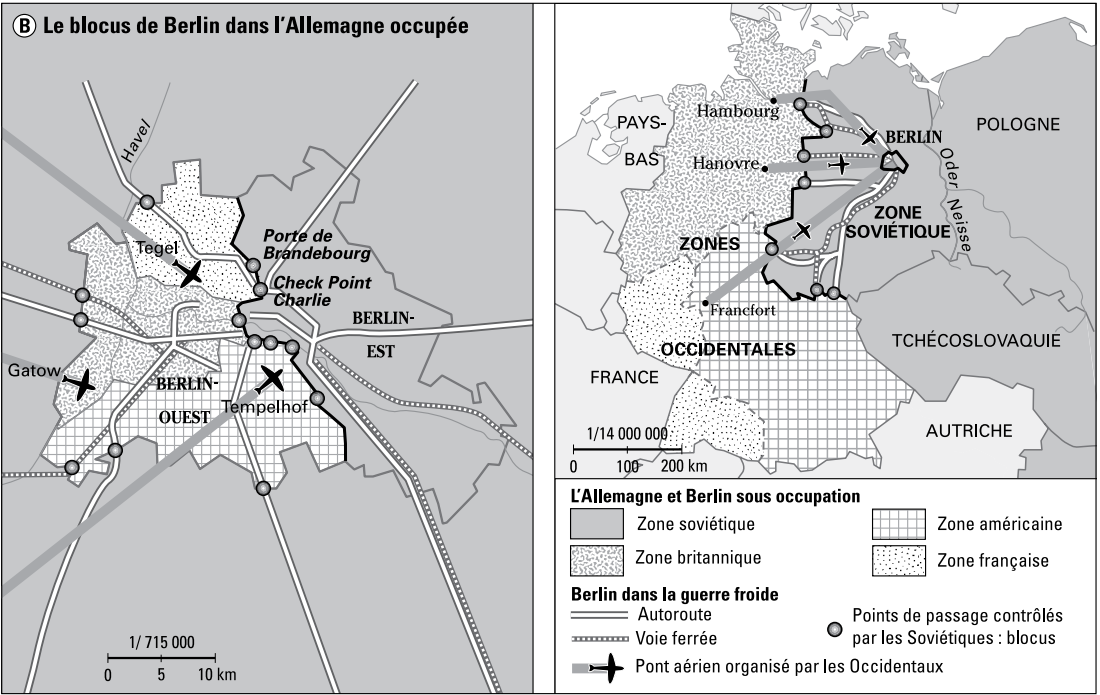 B Le blocus de Berlin dans l'Allemagne occupée
Havel
Tegel
Porte de
Brandebourg
Check Point
Charlie
BERLIN-
EST
Gatow
BERLIN-
OUEST
Tempelhof
1/ 715 000
0 5 10 km
Hambourg
PAYS-
BAS
BERLIN
POLOGNE
Hanovre
Oder Neisse
ZONE
SOVIÉTIQUE
ZONES
Francfort
OCCIDENTALES
TCHÉCOSLOVAQUIE
FRANCE
AUTRICHE
1/14 000 000
0 100 200 km
L'Allemagne et Berlin sous occupation
Zone soviétique
Zone américaine
Zone britannique
Zone française
Berlin dans la guerre froide
Autoroute
Voie ferrée
Points de passage contrôlés
par les Soviétiques : blocus
Pont aérien organisé par les Occidentaux